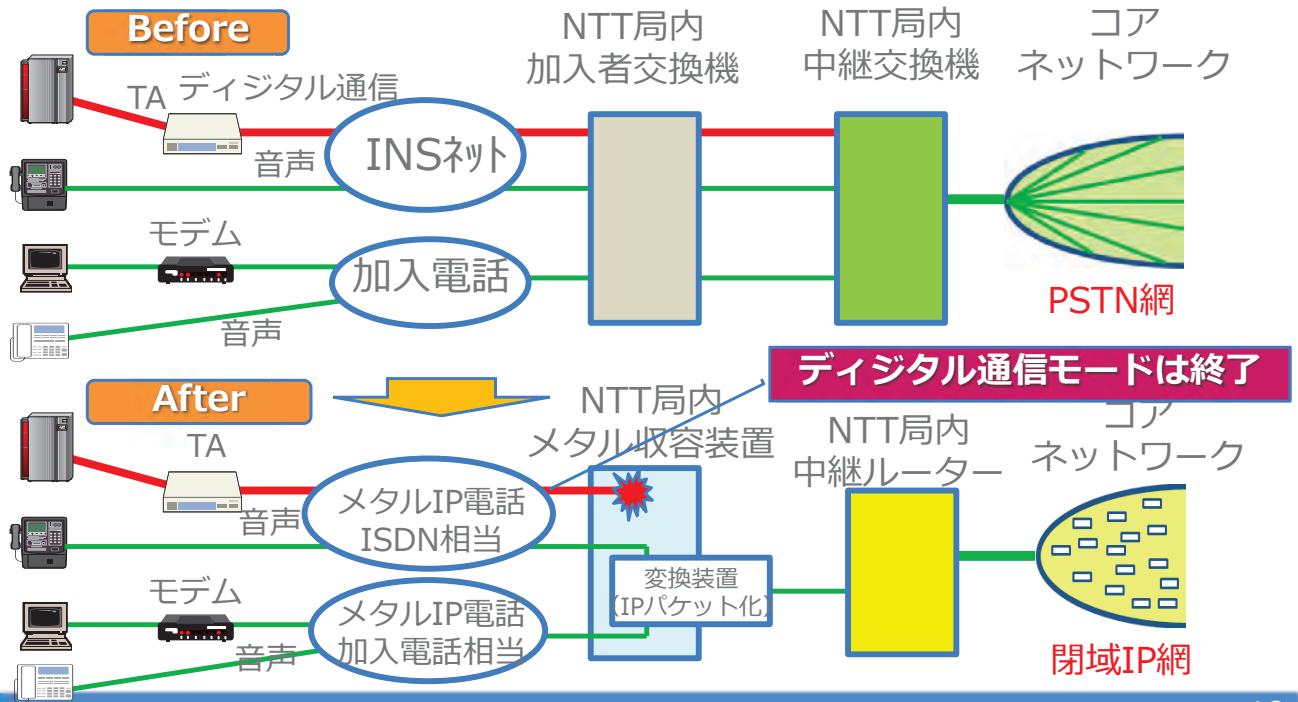 Before
NTT局内
加入者交換機
NTT局内
中継交換機
コア
ネットワーク
TA
ディジタル通信
音声
INSネット
モデム
加入電話
音声
PSTN網
ディジタル通信モードは終了
After
TA
NTT局内
メタル収容装置
NTT局内
中継ルーター
コア
ネットワーク
音声
メタルIP電話
ISDN相当
変換装置
(IPパケット化)
モデム
メタルIP電話
加入電話相当
音声
閉域IP網